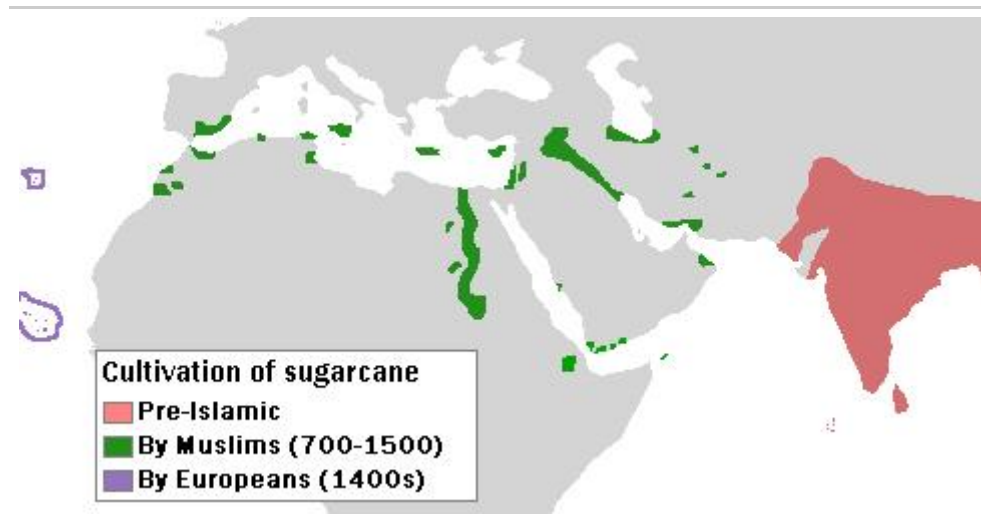 Cultivation of sugarcane
Pre-Islamic
By Muslims (700-1500)
By Europeans (1400s)